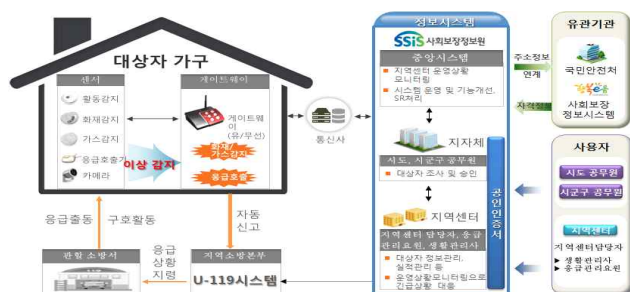 대상자 가구
센서
활동감지
화재감지
가스감지
응급호출기
카메라
이상 감지
게이트웨이
게이트웨
이
(유/무선)
화재/
가스감지
응급호출
통신사
응급출동
구호활동
자동
신고
관할 소방서
응급
상황
지령
지역소방본부
U-119시스템
정보시스템
SSiS 사회보장정보원
중앙시스템
지역센터 운영상황
모니터링
시스템 운영 및 기능개선,
SR처리
지자체
시도, 시군구 공무원
대상자 조사 및 승인
지역센터
지역센터 담당자, 응급
관리요원, 생활관리사
대상자 정보관리,
실적관리 등
운영상황모니터링으로
긴급상황 대응
공인인증서
주소정보
연계
자격정보
유관기관
국민안전처
행복e음
사회보장
정보시스템
사용자
시도 공무원
시군구 공무원
지역센터
지역센터담당자
▶ 생활관리사
▶ 응급관리요원